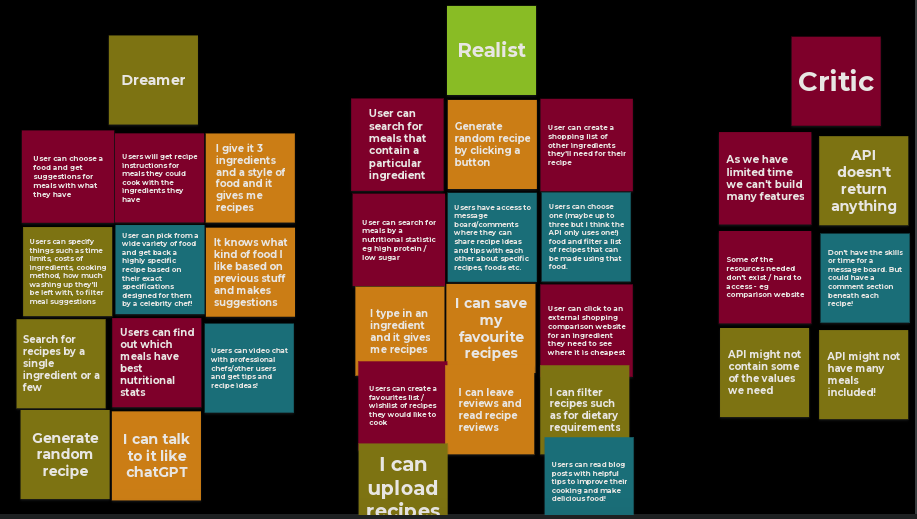 Dreamer
User can choose a
food and get
suggestions for
meals with what
they have
Users will get recipe
instructions for
meals they could
cook with the
ingredients they
have
I give it 3
ingredients
and a style of
food and it
gives me
recipes
Users can specify
things such as time
limits, costs of
ingredients, cooking
method, how much
washing up they'll
be left with, to filter
meal suggestions
User can pick from a
wide variety of food
and get back a
highly specific
recipe based on
their exact
specifications
designed for them
by a celebrity chef!
It knows what
kind of food I
like based on
previous stuff
and makes
suggestions
Search for
recipes by a
single
ingredient or a
few
Users can find
out which
meals have
best
nutritional
stats
Users can video chat
with professional
chefs/other users
and get tips and
recipe ideas!
Generate
random
recipe
I can talk
to it like
chatGPT
Realist
User can
search for
meals that
contain a
particular
ingredient
Generate
random recipe
by clicking a
button
User can create a
shopping list of
other ingredients
they'll need for their
recipe
User can search for
meals by a
nutritional statistic
eg high protein /
low sugar
Users have access to
message
board/comments
where they can
share recipe ideas
and tips with each
other about specific
recipes, foods etc.
Users can choose
one (maybe up to
three but I think the
API only uses one!)
food and filter a
list of recipes that
can be made using that
food.
I type in an
ingredient
and it gives
me recipes
I can save
my
favourite
recipes
User can click to an
external shopping
comparison website
for an ingredient
they need to see
where it is cheapest
Users can create a
favourites list /
wishlist of recipes
they would like to
cook
I can leave
reviews and
read recipe
reviews
I can filter
recipes such
as for dietary
requirements
I can
upload
recipes
Users can read blog
posts with helpful
tips to improve their
cooking and make
delicious food!
Critic
As we have
limited time
we can't build
many features
API
doesn't
return
anything
Some of the
resources needed
don't exist / hard to
access - eg
comparison website
Don't have the skills
or time for a
message board. But
could have a
comment section
beneath each
recipe!
API might not
contain some
of the values
we need
API might not
have many
meals
included!